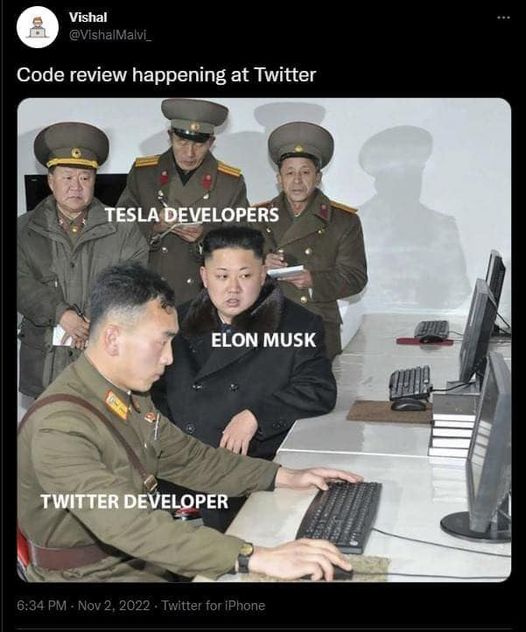 Vishal
@VishalMalvi_
Code review happening at Twitter
TESLA DEVELOPERS
ELON MUSK
TWITTER DEVELOPER
6:34 PM · Nov 2, 2022 · Twitter for iPhone